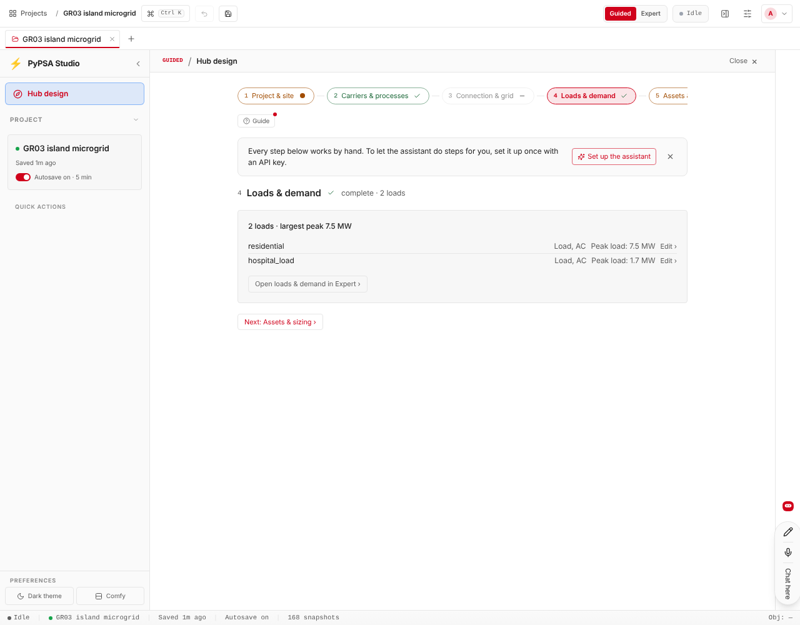 Projects / GR03 island microgrid ⌘ Ctrl K Guided Expert Idle A
GR03 island microgrid × +
PyPSA Studio
GUIDED / Hub design Close ×
Hub design
1 Project & site 2 Carriers & processes 3 Connection & grid 4 Loads & demand 5 Assets
PROJECT
Guide
GR03 island microgrid
Saved 1m ago
Autosave on · 5 min
Every step below works by hand. To let the assistant do steps for you, set it up once with
an API key.
Set up the assistant
4 Loads & demand complete · 2 loads
QUICK ACTIONS
2 loads · largest peak 7.5 MW
residential Load, AC Peak load: 7.5 MW Edit ›
hospital_load Load, AC Peak load: 1.7 MW Edit ›
Open loads & demand in Expert ›
Next: Assets & sizing ›
Chat here
PREFERENCES
Dark theme Comfy
Idle GR03 island microgrid Saved 1m ago Autosave on 168 snapshots Obj: —